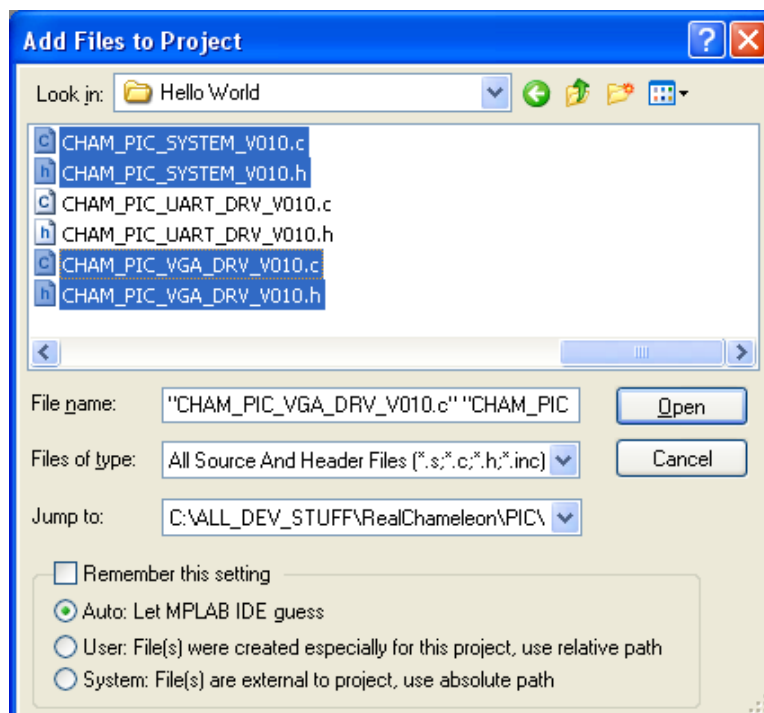 Add Files to Project
Look in: Hello World
CHAM_PIC_SYSTEM_V010.c
CHAM_PIC_SYSTEM_V010.h
CHAM_PIC_UART_DRV_V010.c
CHAM_PIC_UART_DRV_V010.h
CHAM_PIC_VGA_DRV_V010.c
CHAM_PIC_VGA_DRV_V010.h
File name: "CHAM_PIC_VGA_DRV_V010.c" "CHAM_PIC Open
Files of type: All Source And Header Files (*.s;*.c;*.h;*.inc) Cancel
Jump to: C:\ALL_DEV_STUFF\RealChameleon\PIC\
Remember this setting
Auto: Let MPLAB IDE guess
User: File(s) were created especially for this project, use relative path
System: File(s) are external to project, use absolute path